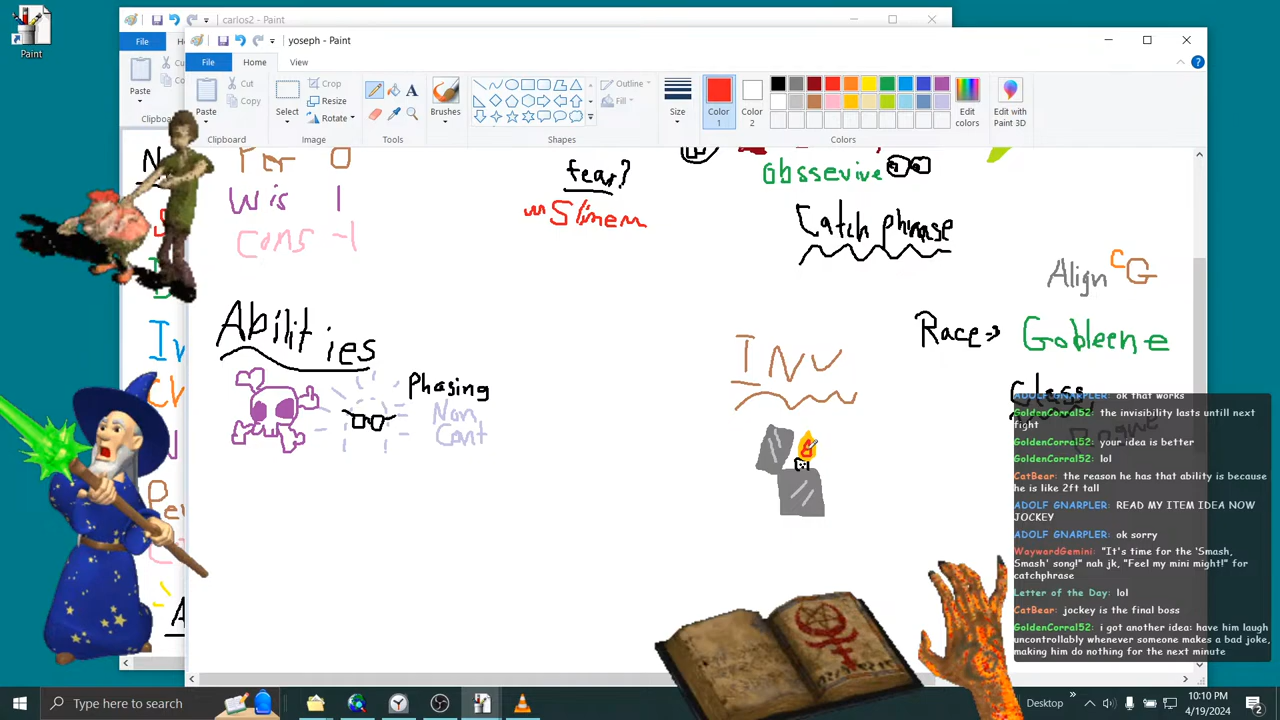 Paint
carlos2 - Paint
File
Paste
yoseph - Paint
File
Home
View
Paste
Cut
Copy
Clipboard
Select
Crop
Resize
Rotate
Image
Tools
Brushes
Shapes
Outline
Fill
Size
Color
1
Color
2
Colors
Edit
colors
Edit with
Paint 3D
Per 0
Wis 1
Cons -1
fear?
Slimem
obssevive
Catch phrase
Align CG
Race => Gobleene
Class
Abilities
Phasing
Non
Cont
INV
ADOLF GNARPLER: ok that works
GoldenCorral52: the invisibility lasts untill next
fight
GoldenCorral52: your idea is better
GoldenCorral52: lol
CatBear: the reason he has that ability is because
he is like 2ft tall
ADOLF GNARPLER: READ MY ITEM IDEA NOW
JOCKEY
ADOLF GNARPLER: ok sorry
WaywardGemini: "It's time for the 'Smash,
Smash' song!" nah jk, "Feel my mini might!" for
catchphrase
Letter of the Day: lol
CatBear: jockey is the final boss
GoldenCorral52: i got another idea: have him laugh
uncontrollably whenever someone makes a bad joke,
making him do nothing for the next minute
Type here to search
Desktop
10:10 PM
4/19/2024
2